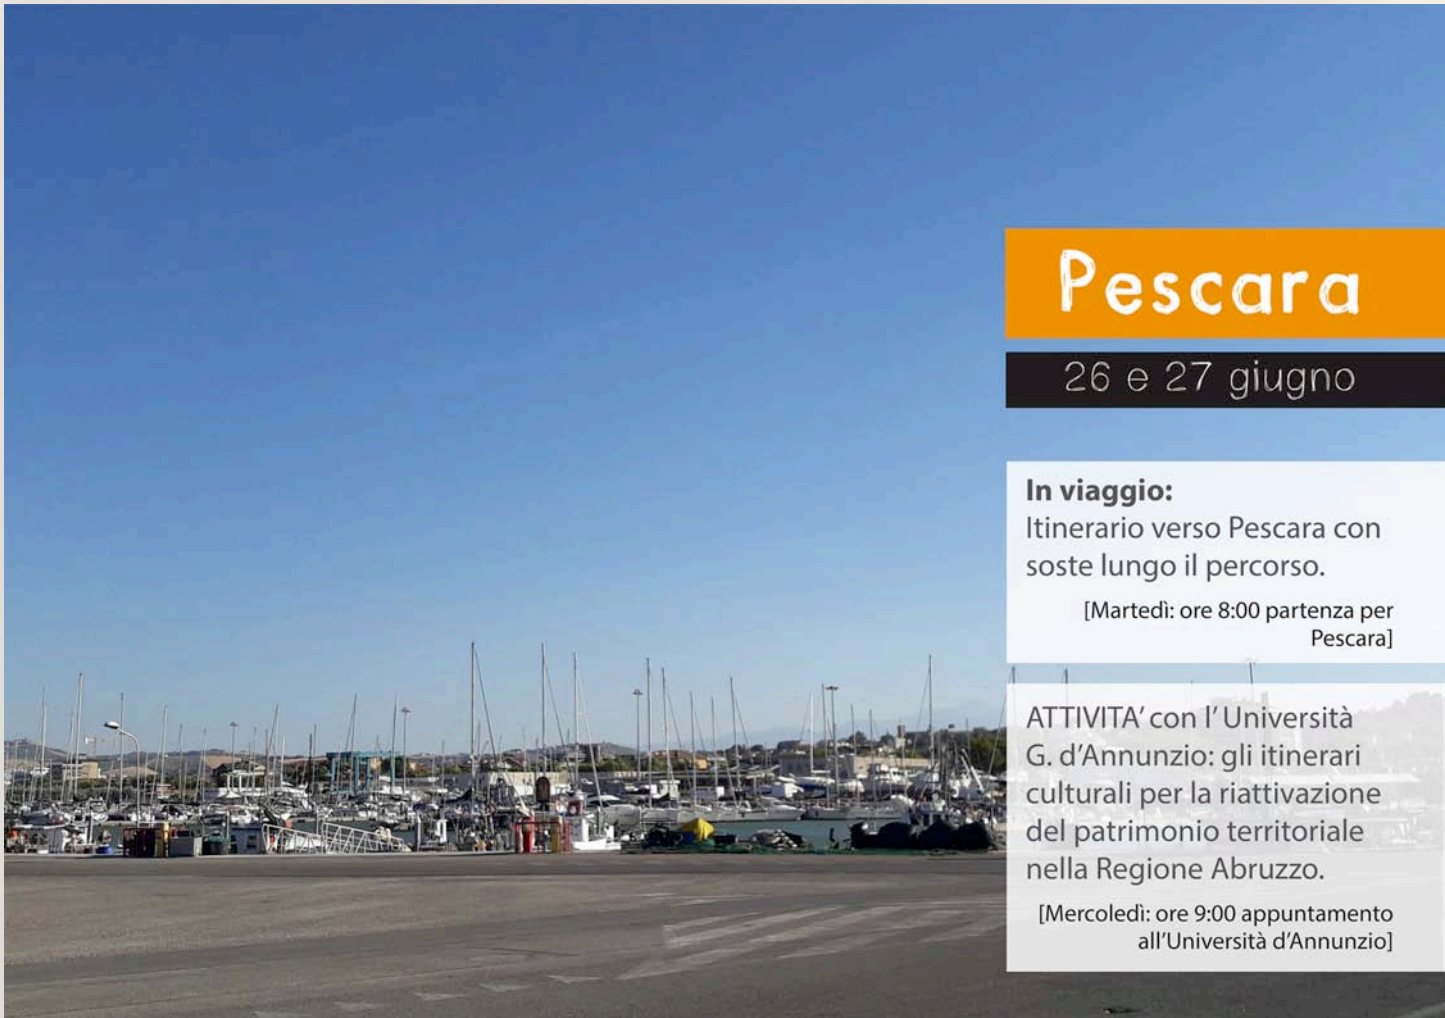 Pescara
26 e 27 giugno
In viaggio:
Itinerario verso Pescara con
soste lungo il percorso.
[Martedì: ore 8:00 partenza per
Pescara]
ATTIVITA’ con l’Università
G. d’Annunzio: gli itinerari
culturali per la riattivazione
del patrimonio territoriale
nella Regione Abruzzo.
[Mercoledì: ore 9:00 appuntamento
all’Università d’Annunzio]